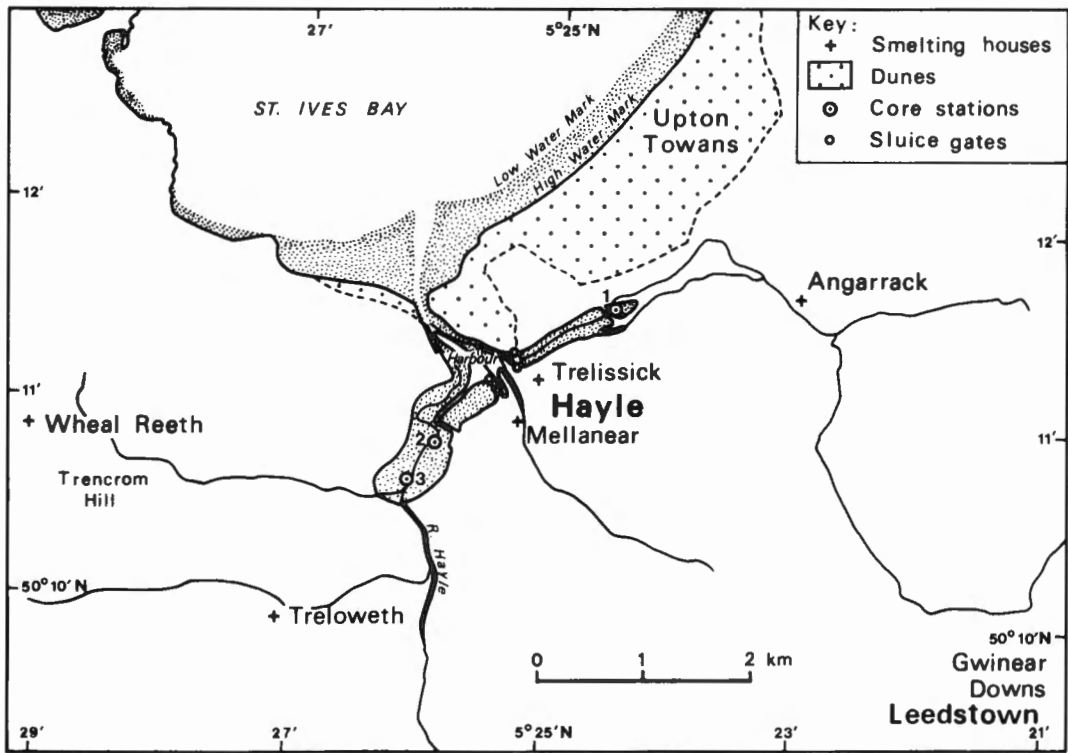 27'
5°25'N
Key:
Smelting houses
Dunes
Core stations
Sluice gates
ST. IVES BAY
Low Water Mark
High Water Mark
Upton
Towans
12'
12'
Angarrack
1
Harbour
Trelissick
11'
Hayle
Wheal Reeth
Mellanear
11'
2
Trencrom
Hill
3
R. Hayle
50°10'N
Treloweth
50°10'N
0 1 2 km
Gwinear
Downs
Leedstown
29'
27'
5°25'N
23'
21'